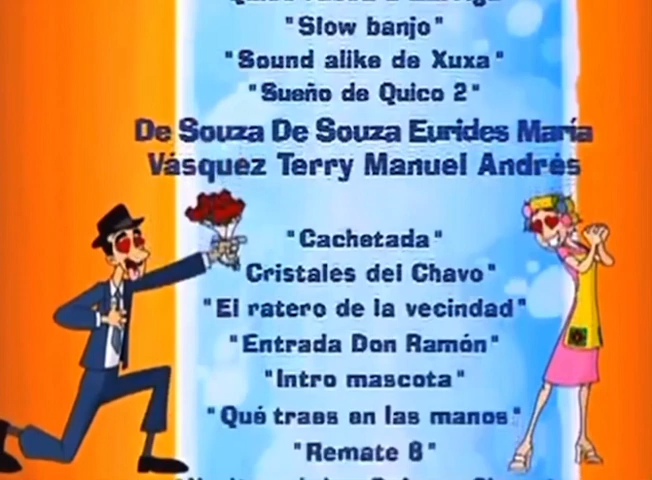 "Slow banjo"
"Sound alike de Xuxa"
"Sueño de Quico 2"
De Souza De Souza Eurides María
Vásquez Terry Manuel Andrés
"Cachetada"
"Cristales del Chavo"
"El ratero de la vecindad"
"Entrada Don Ramón"
"Intro mascota"
"Qué traes en las manos"
"Remate 8"